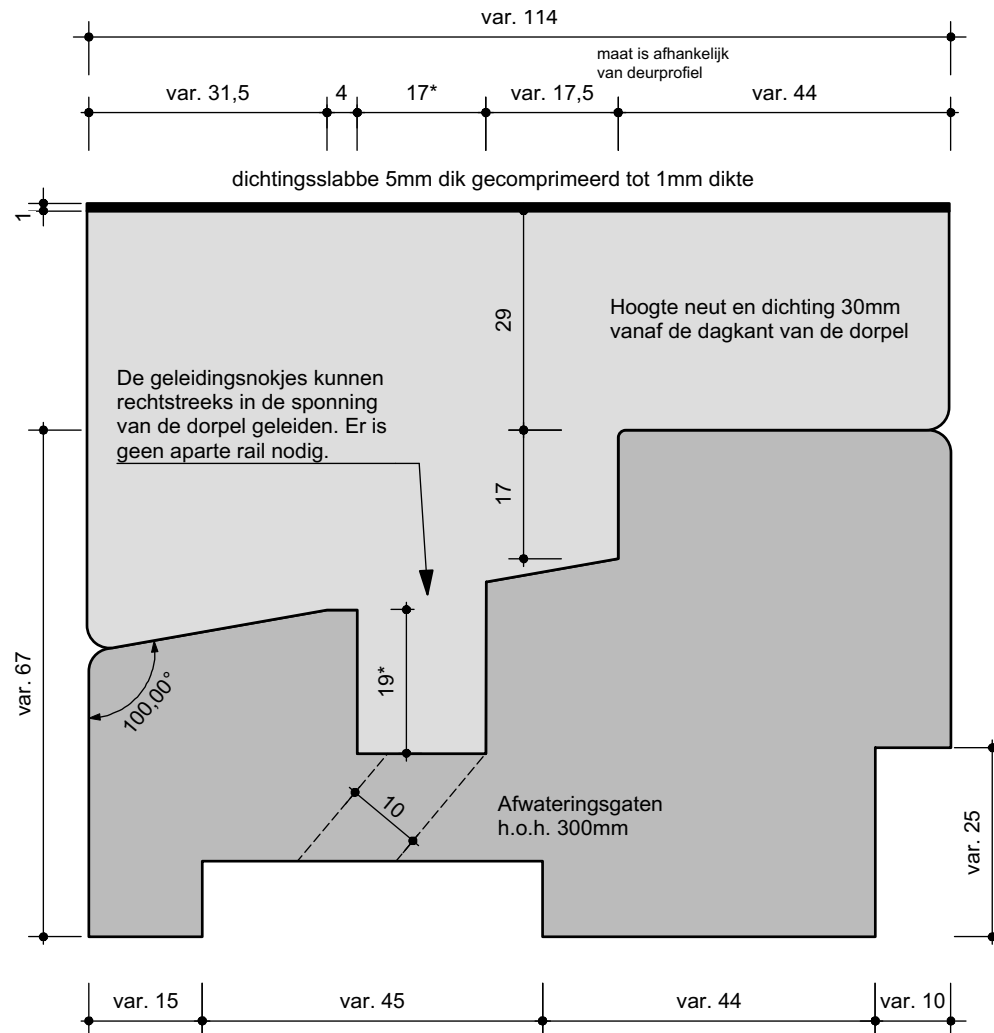 var. 114
maat is afhankelijk
van deurprofiel
var. 31,5
4
17*
var. 17,5
var. 44
dichtingsslabbe 5mm dik gecomprimeerd tot 1mm dikte
1
29
Hoogte neut en dichting 30mm
vanaf de dagkant van de dorpel
De geleidingsnokjes kunnen
rechtstreeks in de sponning
van de dorpel geleiden. Er is
geen aparte rail nodig.
17
var. 67
19*
100,00°
10
Afwateringsgaten
h.o.h. 300mm
var. 25
var. 15
var. 45
var. 44
var. 10